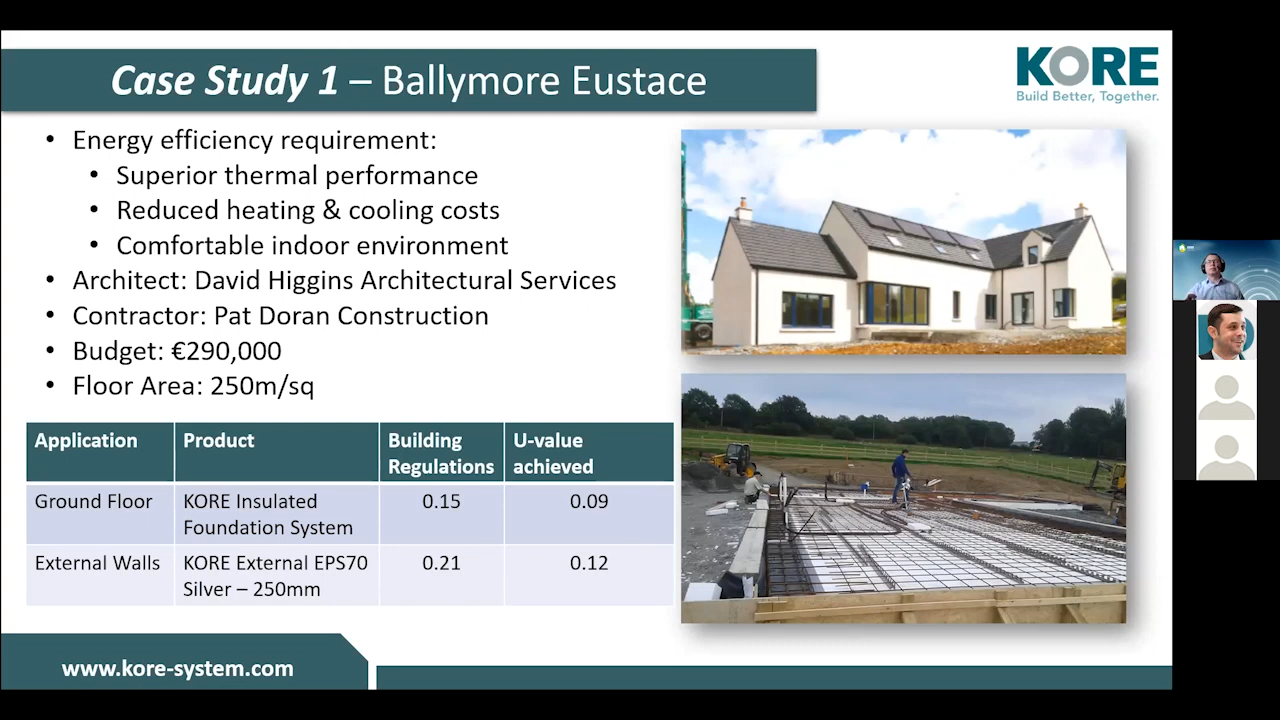 Case Study 1 – Ballymore Eustace
KORE
Build Better, Together.
• Energy efficiency requirement:
• Superior thermal performance
• Reduced heating & cooling costs
• Comfortable indoor environment
• Architect: David Higgins Architectural Services
• Contractor: Pat Doran Construction
• Budget: €290,000
• Floor Area: 250m/sq
Application Product Building Regulations U-value achieved
Ground Floor KORE Insulated Foundation System 0.15 0.09
External Walls KORE External EPS70 Silver – 250mm 0.21 0.12
www.kore-system.com